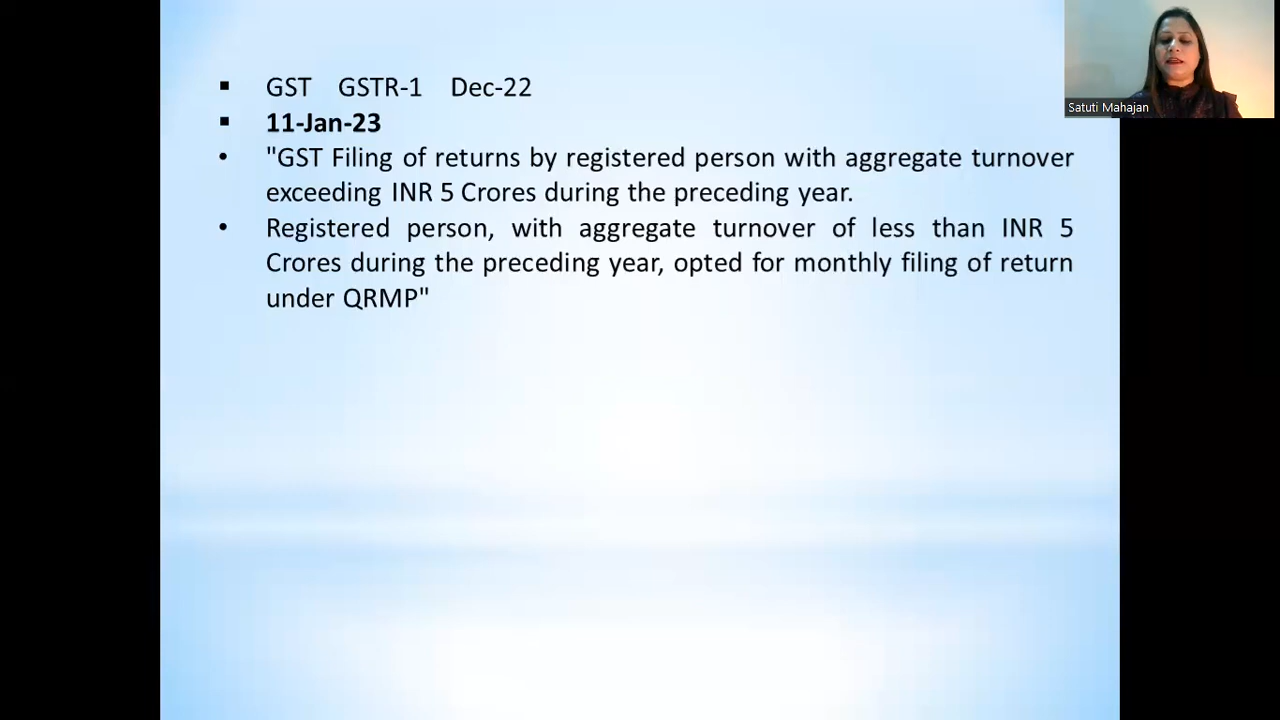 ▪ GST GSTR-1 Dec-22
▪ 11-Jan-23
• "GST Filing of returns by registered person with aggregate turnover
exceeding INR 5 Crores during the preceding year.
• Registered person, with aggregate turnover of less than INR 5
Crores during the preceding year, opted for monthly filing of return
under QRMP"
Satuti Mahajan